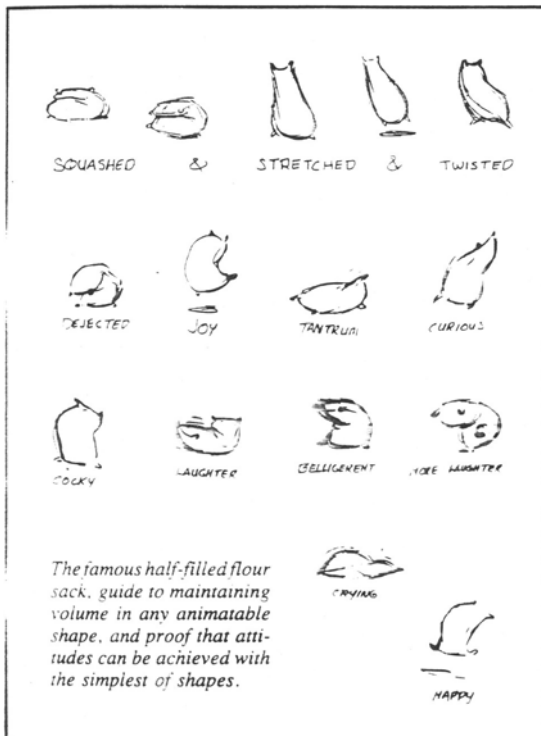 SQUASHED & STRETCHED & TWISTED
DEJECTED JOY TANTRUM CURIOUS
COCKY LAUGHTER BELLIGERENT MORE LAUGHTER
CRYING
The famous half-filled flour
sack, guide to maintaining
volume in any animatable
shape, and proof that atti-
tudes can be achieved with
the simplest of shapes.
HAPPY